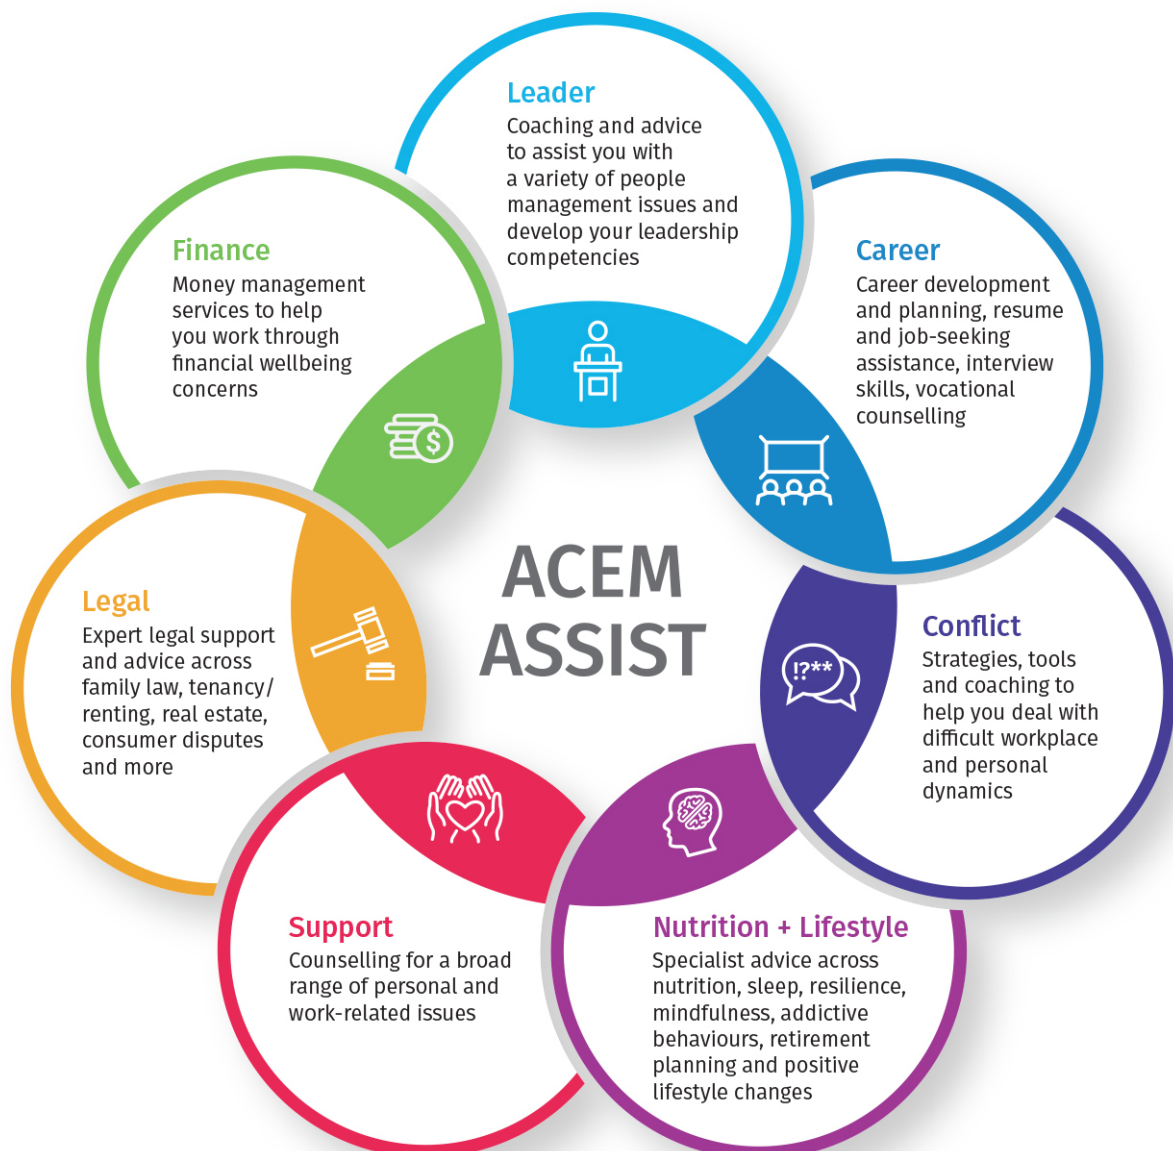 Leader
Coaching and advice
to assist you with
a variety of people
management issues and
develop your leadership
competencies
Career
Career development
and planning, resume
and job-seeking
assistance, interview
skills, vocational
counselling
Conflict
Strategies, tools
and coaching to
help you deal with
difficult workplace
and personal
dynamics
!?**
Nutrition + Lifestyle
Specialist advice across
nutrition, sleep, resilience,
mindfulness, addictive
behaviours, retirement
planning and positive
lifestyle changes
Support
Counselling for a broad
range of personal and
work-related issues
Legal
Expert legal support
and advice across
family law, tenancy/
renting, real estate,
consumer disputes
and more
Finance
Money management
services to help
you work through
financial wellbeing
concerns
$
ACEM
ASSIST